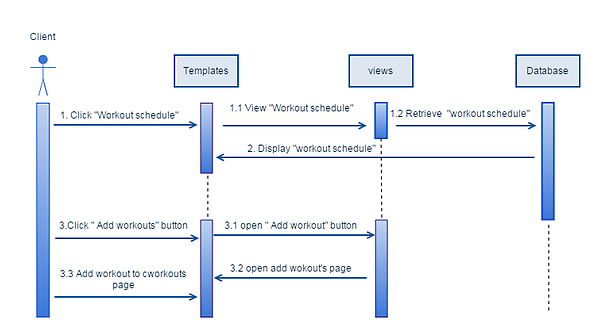 Client
Templates
views
Database
1. Click "Workout schedule"
1.1 View "Workout schedule"
1.2 Retrieve "workout schedule"
2. Display "workout schedule"
3.Click " Add workouts" button
3.1 open " Add workout" button
3.2 open add wokout's page
3.3 Add workout to cworkouts
page